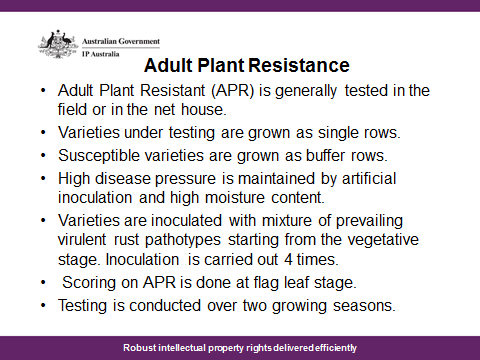 Australian Government
IP Australia
Adult Plant Resistance
• Adult Plant Resistant (APR) is generally tested in the
field or in the net house.
• Varieties under testing are grown as single rows.
• Susceptible varieties are grown as buffer rows.
• High disease pressure is maintained by artificial
inoculation and high moisture content.
• Varieties are inoculated with mixture of prevailing
virulent rust pathotypes starting from the vegetative
stage. Inoculation is carried out 4 times.
• Scoring on APR is done at flag leaf stage.
• Testing is conducted over two growing seasons.
Robust intellectual property rights delivered efficiently